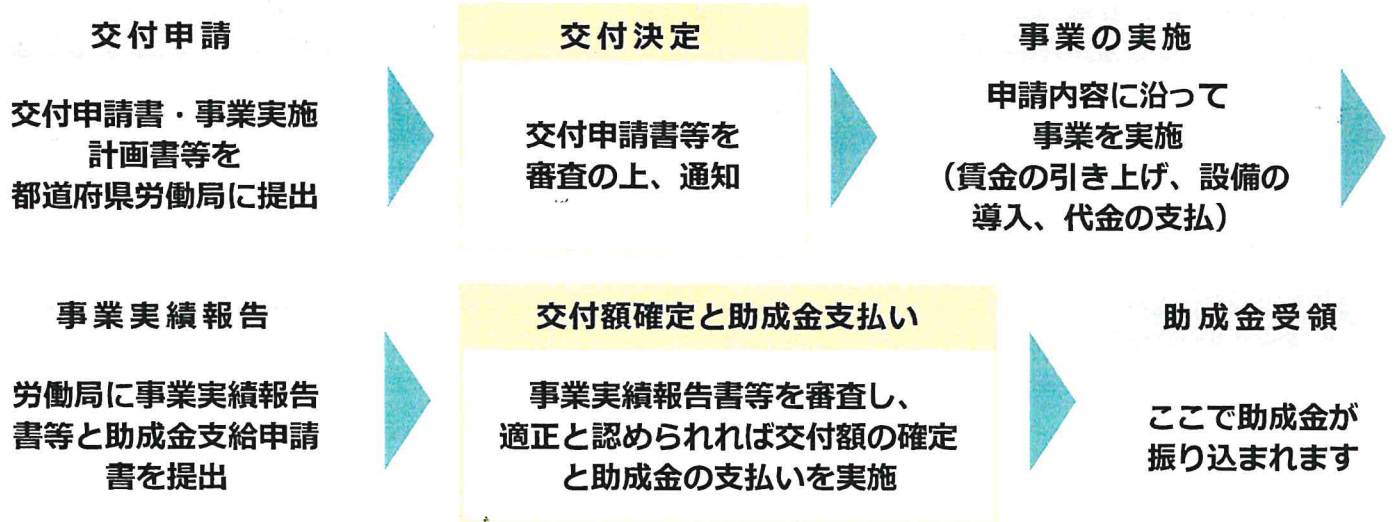 交付申請
交付申請書・事業実施
計画書等を
都道府県労働局に提出
交付決定
交付申請書等を
審査の上、通知
事業の実施
申請内容に沿って
事業を実施
（賃金の引き上げ、設備の
導入、代金の支払）
事業実績報告
労働局に事業実績報告
書等と助成金支給申請
書を提出
交付額確定と助成金支払い
事業実績報告書等を審査し、
適正と認められれば交付額の確定
と助成金の支払いを実施
助成金受領
ここで助成金が
振り込まれます